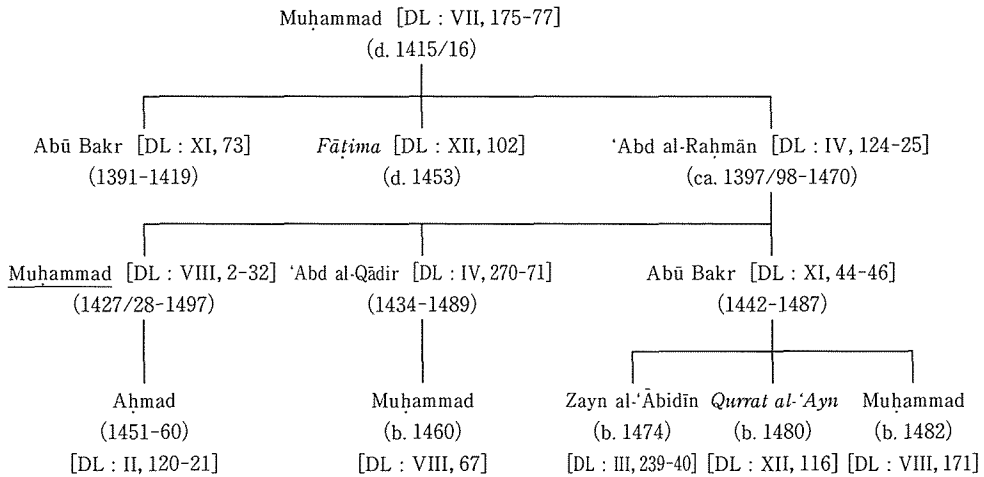 Muḥammad [DL : VII, 175-77]
(d. 1415/16)
Abū Bakr [DL : XI, 73] Fāṭima [DL : XII, 102] ‘Abd al-Raḥmān [DL : IV, 124-25]
(1391-1419) (d. 1453) (ca. 1397/98-1470)
Muḥammad [DL : VIII, 2-32] ‘Abd al-Qādir [DL : IV, 270-71] Abū Bakr [DL : XI, 44-46]
(1427/28-1497) (1434-1489) (1442-1487)
Aḥmad Muḥammad Zayn al-‘Ābidīn Qurrat al-‘Ayn Muḥammad
(1451-60) (b. 1460) (b. 1474) (b. 1480) (b. 1482)
[DL : II, 120-21] [DL : VIII, 67] [DL : III, 239-40] [DL : XII, 116] [DL : VIII, 171]